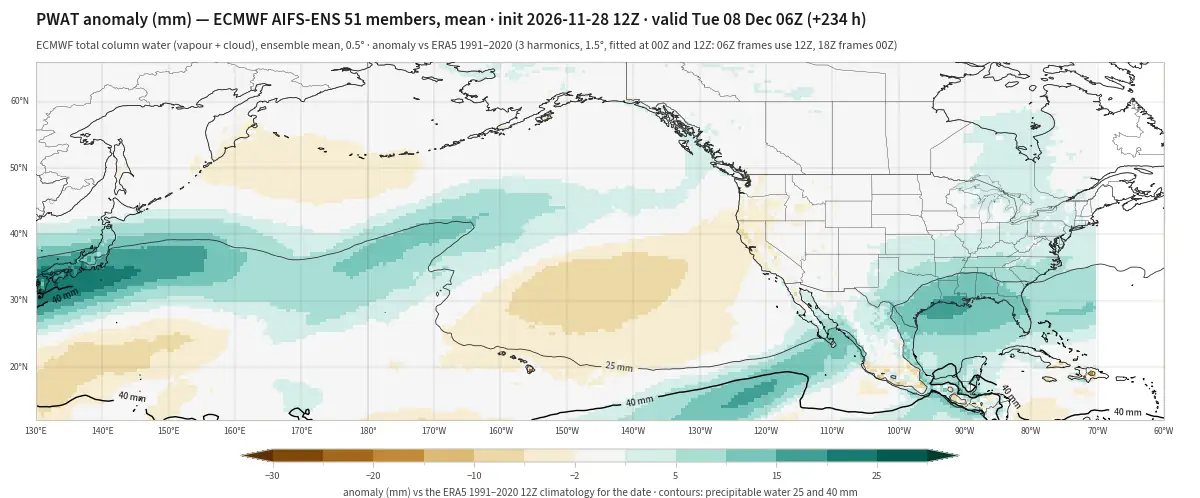 PWAT anomaly (mm) — ECMWF AIFS-ENS 51 members, mean · init 2026-11-28 12Z · valid Tue 08 Dec 06Z (+234 h)
ECMWF total column water (vapour + cloud), ensemble mean, 0.5° · anomaly vs ERA5 1991–2020 (3 harmonics, 1.5°, fitted at 00Z and 12Z: 06Z frames use 12Z, 18Z frames 00Z)
60°N
50°N
40°N
30°N
20°N
40 mm
25 mm
40 mm
40 mm
40 mm
40 mm
130°E 140°E 150°E 160°E 170°E 180° 170°W 160°W 150°W 140°W 130°W 120°W 110°W 100°W 90°W 80°W 70°W 60°W
−30 −20 −10 −2 5 15 25
anomaly (mm) vs the ERA5 1991–2020 12Z climatology for the date · contours: precipitable water 25 and 40 mm